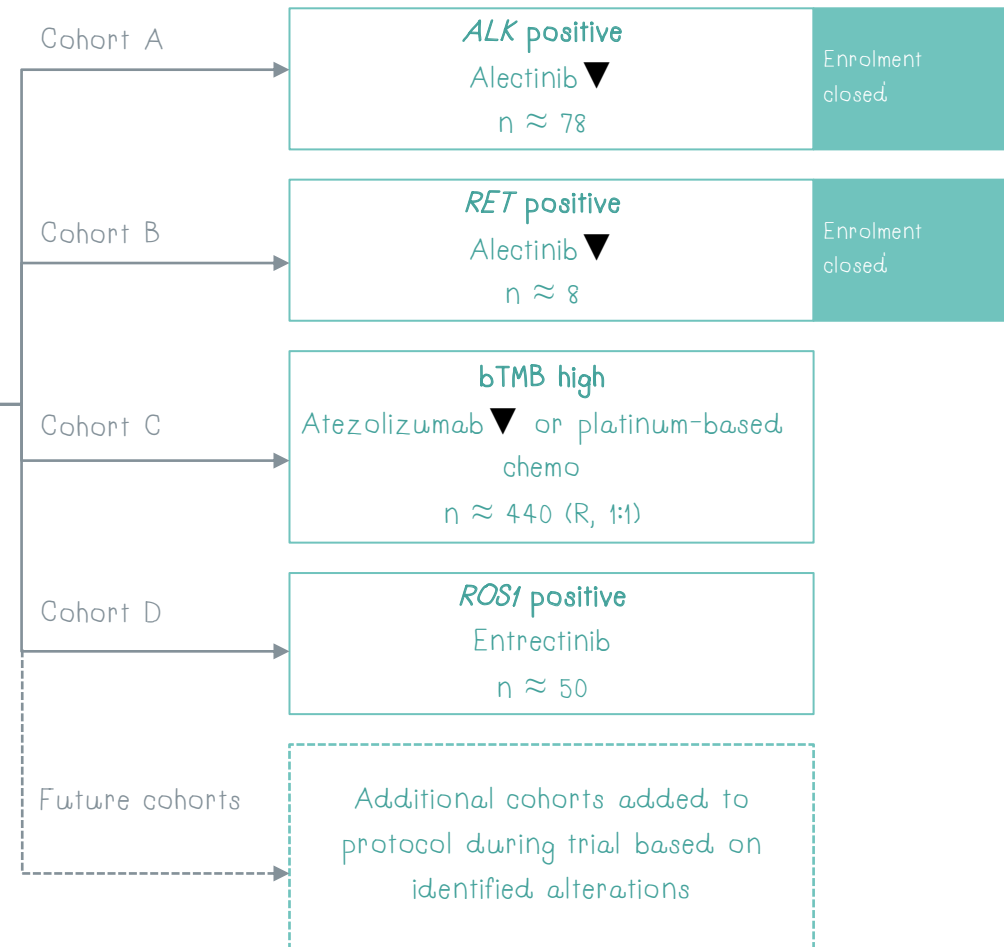 Cohort A
ALK positive
Alectinib▼
n ≈ 78
Enrolment
closed
Cohort B
RET positive
Alectinib▼
n ≈ 8
Enrolment
closed
Cohort C
bTMB high
Atezolizumab▼ or platinum-based
chemo
n ≈ 440 (R, 1:1)
Cohort D
ROS1 positive
Entrectinib
n ≈ 50
Future cohorts
Additional cohorts added to
protocol during trial based on
identified alterations